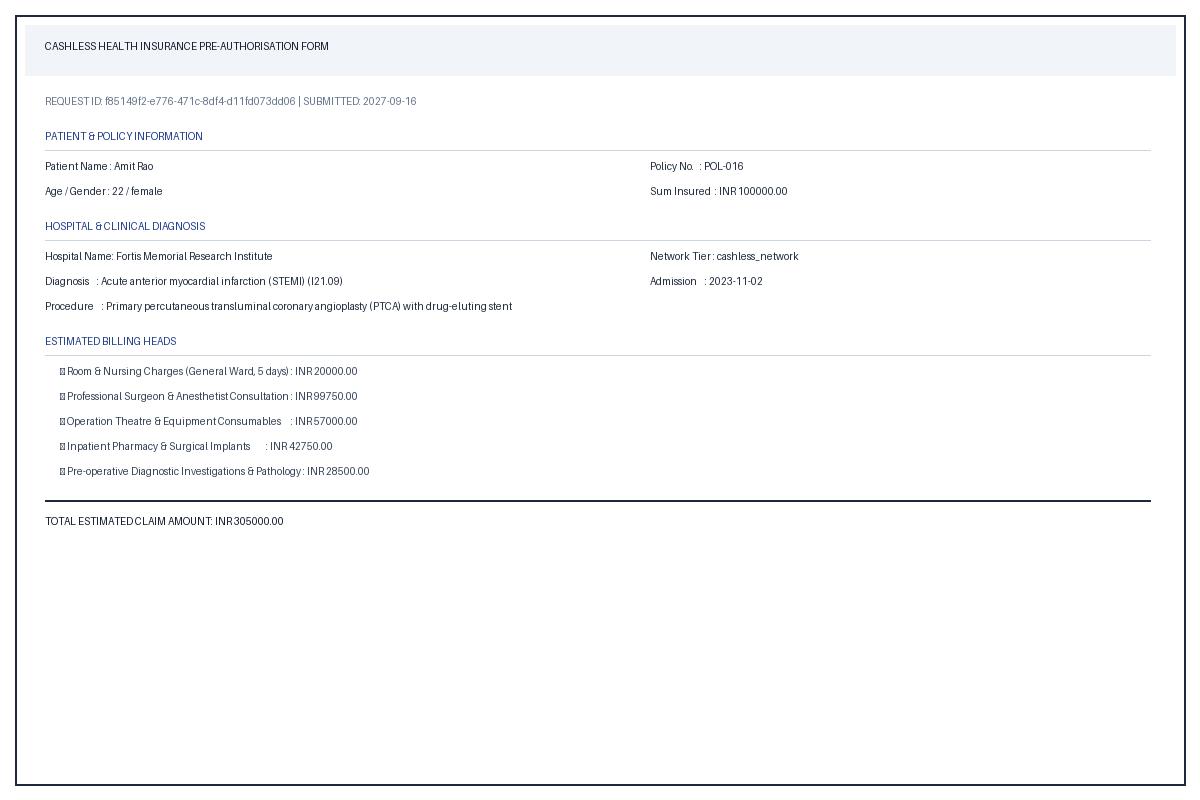 CASHLESS HEALTH INSURANCE PRE-AUTHORISATION FORM
REQUEST ID: f85149f2-e776-471c-8df4-d11fd073dd06 | SUBMITTED: 2027-09-16
PATIENT & POLICY INFORMATION
Patient Name : Amit Rao Policy No. : POL-016
Age / Gender : 22 / female Sum Insured : INR 100000.00
HOSPITAL & CLINICAL DIAGNOSIS
Hospital Name: Fortis Memorial Research Institute Network Tier : cashless_network
Diagnosis : Acute anterior myocardial infarction (STEMI) (I21.09) Admission : 2023-11-02
Procedure : Primary percutaneous transluminal coronary angioplasty (PTCA) with drug-eluting stent
ESTIMATED BILLING HEADS
Room & Nursing Charges (General Ward, 5 days) : INR 20000.00
Professional Surgeon & Anesthetist Consultation : INR 99750.00
Operation Theatre & Equipment Consumables : INR 57000.00
Inpatient Pharmacy & Surgical Implants : INR 42750.00
Pre-operative Diagnostic Investigations & Pathology : INR 28500.00
TOTAL ESTIMATED CLAIM AMOUNT: INR 305000.00